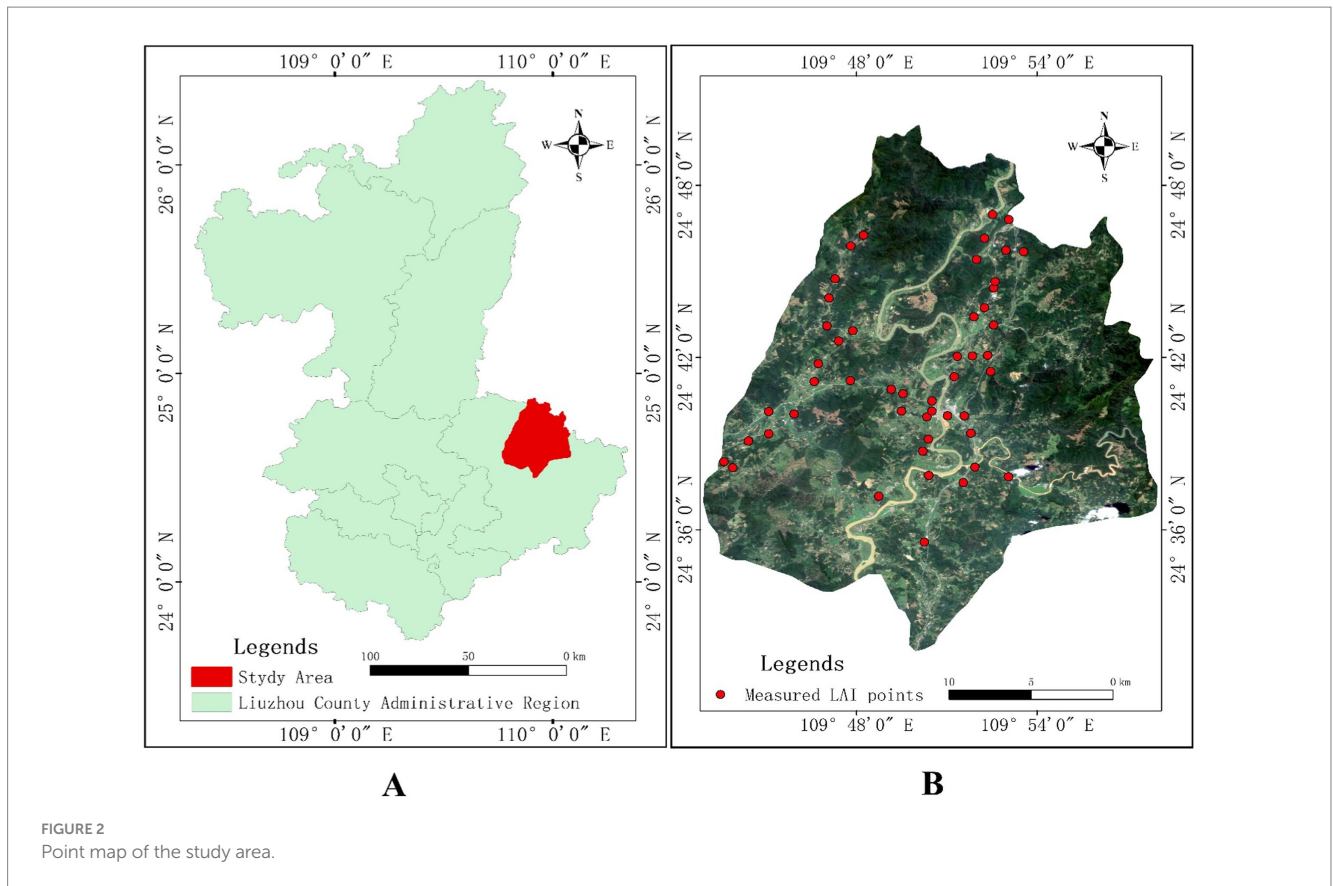 109° 0'0" E
110° 0'0" E
26° 0'0" N
26° 0'0" N
25° 0'0" N
25° 0'0" N
24° 0'0" N
24° 0'0" N
N
W
E
S
Legends
100
50
0 km
Stydy Area
Liuzhou County Administrative Region
109° 0'0" E
110° 0'0" E
A
109° 48'0" E
109° 54'0" E
24° 48'0" N
24° 48'0" N
24° 42'0" N
24° 42'0" N
24° 36'0" N
24° 36'0" N
N
W
E
S
Legends
10
5
0 km
Measured LAI points
109° 48'0" E
109° 54'0" E
B
FIGURE 2
Point map of the study area.